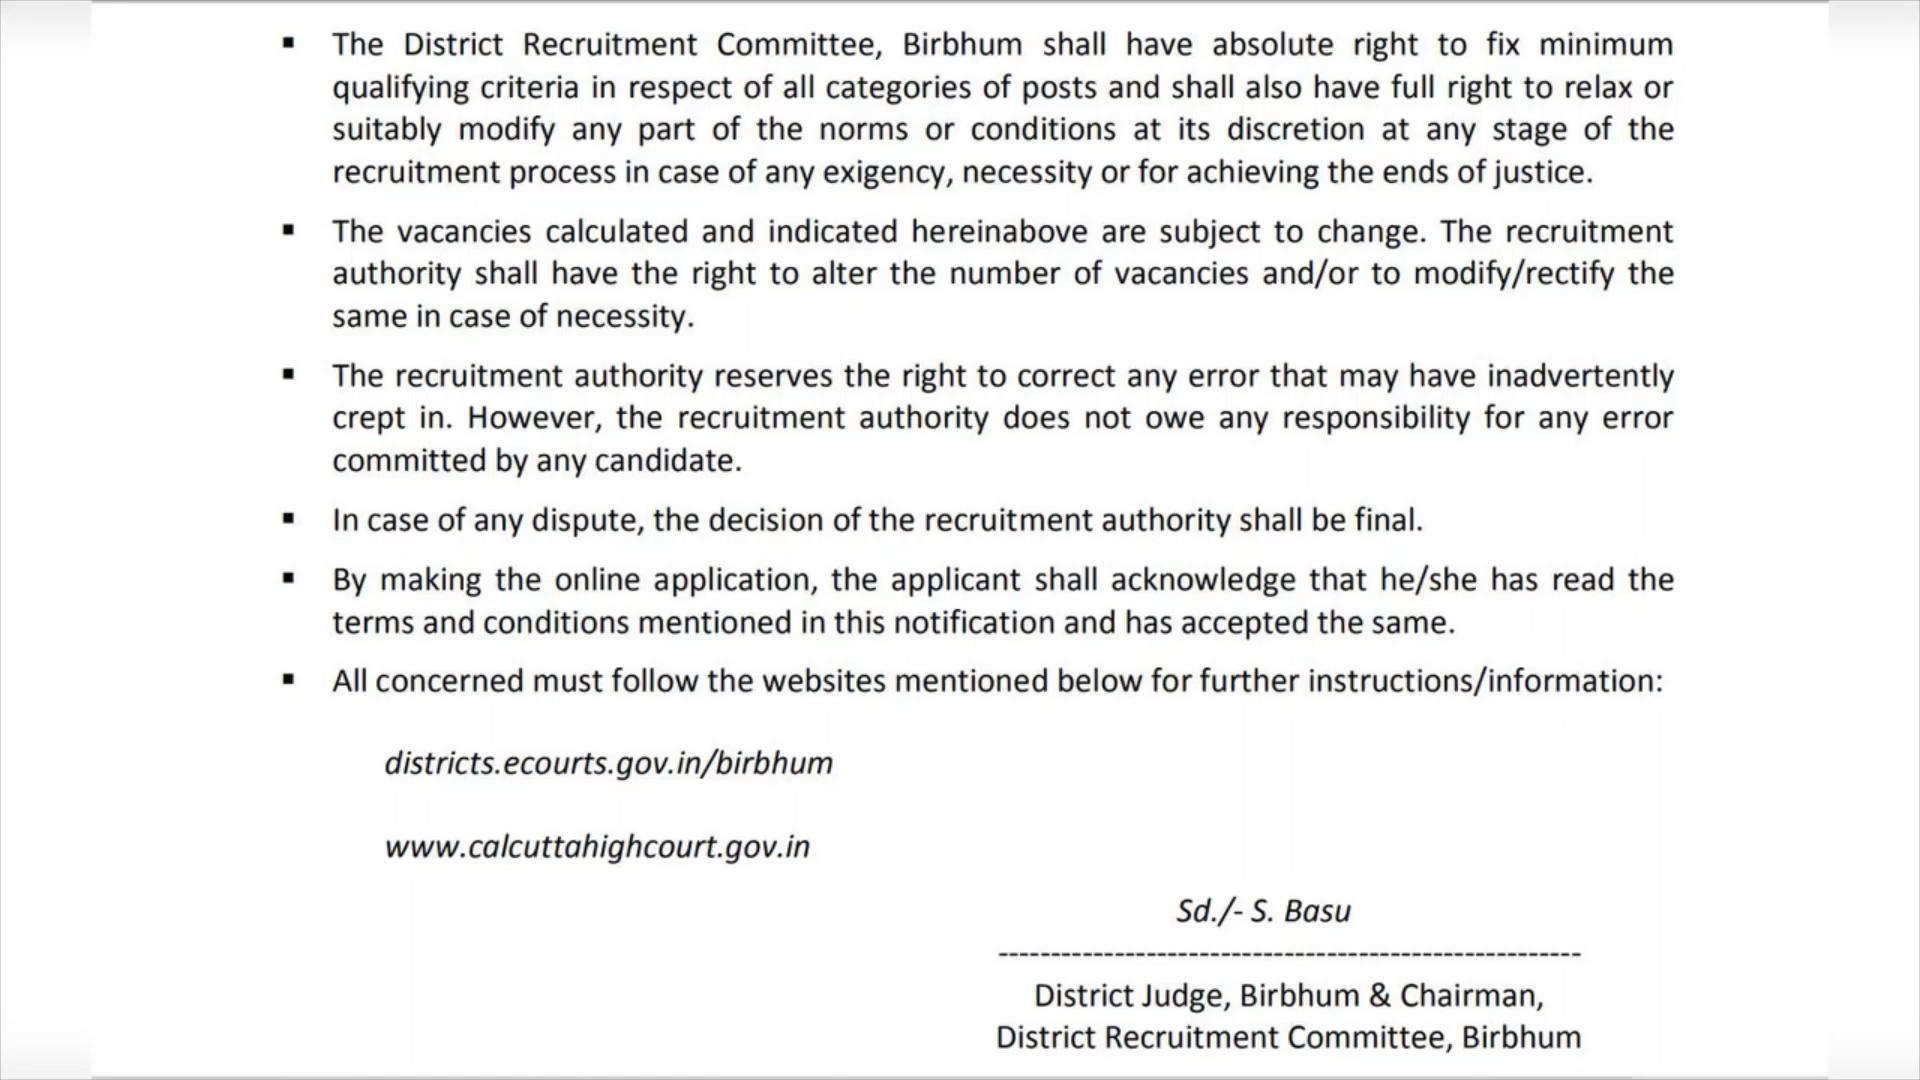 ▪ The District Recruitment Committee, Birbhum shall have absolute right to fix minimum
qualifying criteria in respect of all categories of posts and shall also have full right to relax or
suitably modify any part of the norms or conditions at its discretion at any stage of the
recruitment process in case of any exigency, necessity or for achieving the ends of justice.
▪ The vacancies calculated and indicated hereinabove are subject to change. The recruitment
authority shall have the right to alter the number of vacancies and/or to modify/rectify the
same in case of necessity.
▪ The recruitment authority reserves the right to correct any error that may have inadvertently
crept in. However, the recruitment authority does not owe any responsibility for any error
committed by any candidate.
▪ In case of any dispute, the decision of the recruitment authority shall be final.
▪ By making the online application, the applicant shall acknowledge that he/she has read the
terms and conditions mentioned in this notification and has accepted the same.
▪ All concerned must follow the websites mentioned below for further instructions/information:
districts.ecourts.gov.in/birbhum
www.calcuttahighcourt.gov.in
Sd./- S. Basu
--------------------------------------------------------
District Judge, Birbhum & Chairman,
District Recruitment Committee, Birbhum